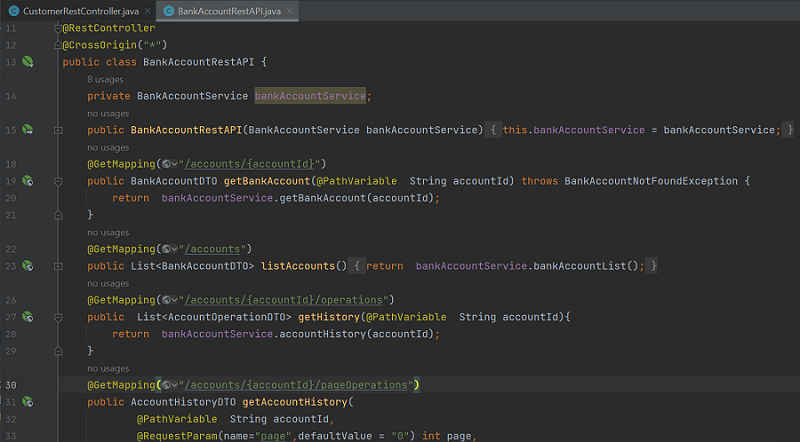 CustomerRestController.java × BankAccountRestAPI.java ×
11 @RestController
12 @CrossOrigin("*")
13 public class BankAccountRestAPI {
8 usages
14 private BankAccountService bankAccountService;
no usages
15 public BankAccountRestAPI(BankAccountService bankAccountService) { this.bankAccountService = bankAccountService; }
no usages
18 @GetMapping("/accounts/{accountId}")
19 public BankAccountDTO getBankAccount(@PathVariable String accountId) throws BankAccountNotFoundException {
20 return bankAccountService.getBankAccount(accountId);
21 }
no usages
22 @GetMapping("/accounts")
23 public List<BankAccountDTO> listAccounts() { return bankAccountService.bankAccountList(); }
no usages
26 @GetMapping("/accounts/{accountId}/operations")
27 public List<AccountOperationDTO> getHistory(@PathVariable String accountId){
28 return bankAccountService.accountHistory(accountId);
29 }
no usages
30 @GetMapping("/accounts/{accountId}/pageOperations")
31 public AccountHistoryDTO getAccountHistory(
32 @PathVariable String accountId,
33 @RequestParam(name="page",defaultValue = "0") int page,